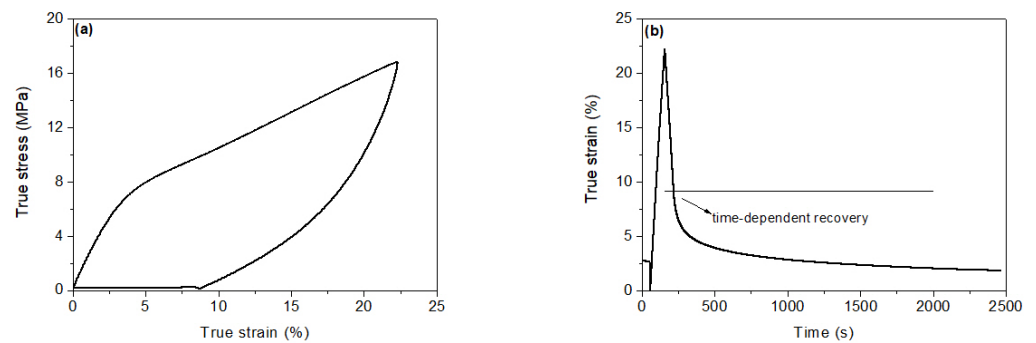 (a)
True stress (MPa)
20
16
12
8
4
0
0 5 10 15 20 25
True strain (%)
(b)
True strain (%)
25
20
15
10
5
0
time-dependent recovery
0 500 1000 1500 2000 2500
Time (s)